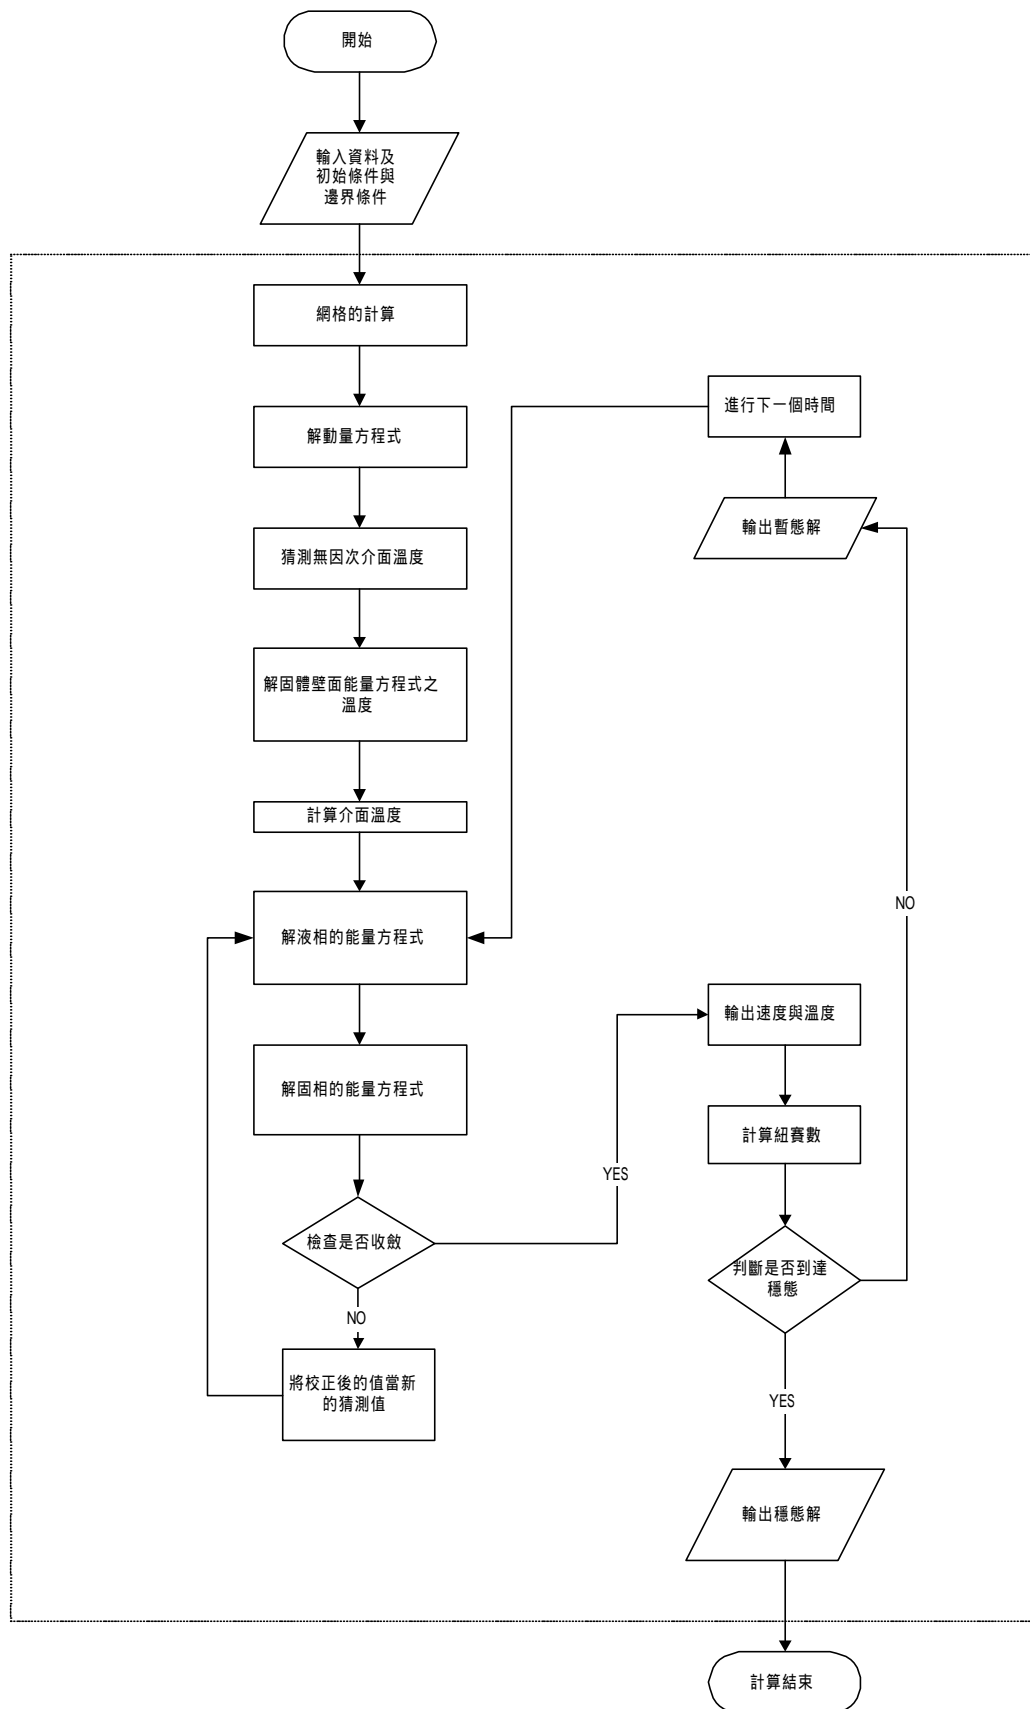 開始
輸入資料及
初始條件與
邊界條件
網格的計算
解動量方程式
猜測無因次介面溫度
解固體壁面能量方程式之
溫度
計算介面溫度
解液相的能量方程式
解固相的能量方程式
檢查是否收斂
NO
將校正後的值當新
的猜測值
YES
進行下一個時間
輸出暫態解
NO
輸出速度與溫度
計算紐賽數
判斷是否到達
穩態
YES
輸出穩態解
計算結束